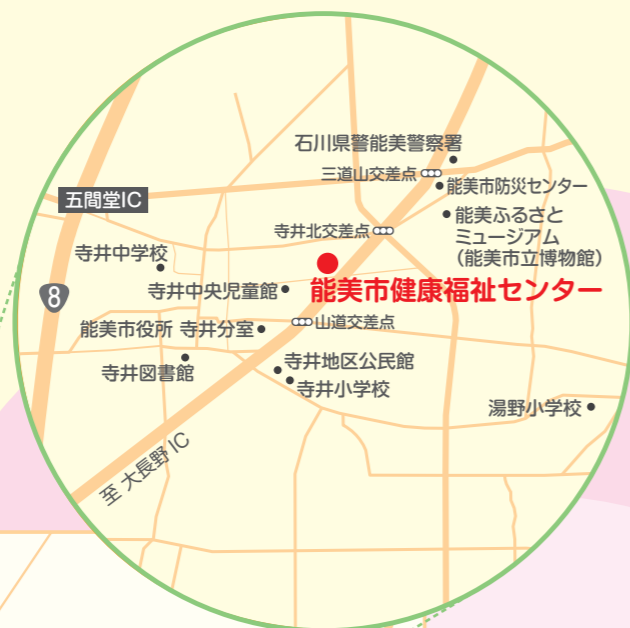 石川県警能美警察署
三道山交差点
能美市防災センター
五間堂IC
能美ふるさと
ミュージアム
（能美市立博物館）
寺井北交差点
寺井中学校
寺井中央児童館
能美市健康福祉センター
8
能美市役所 寺井分室
山道交差点
寺井図書館
寺井地区公民館
寺井小学校
湯野小学校
至 大長野IC